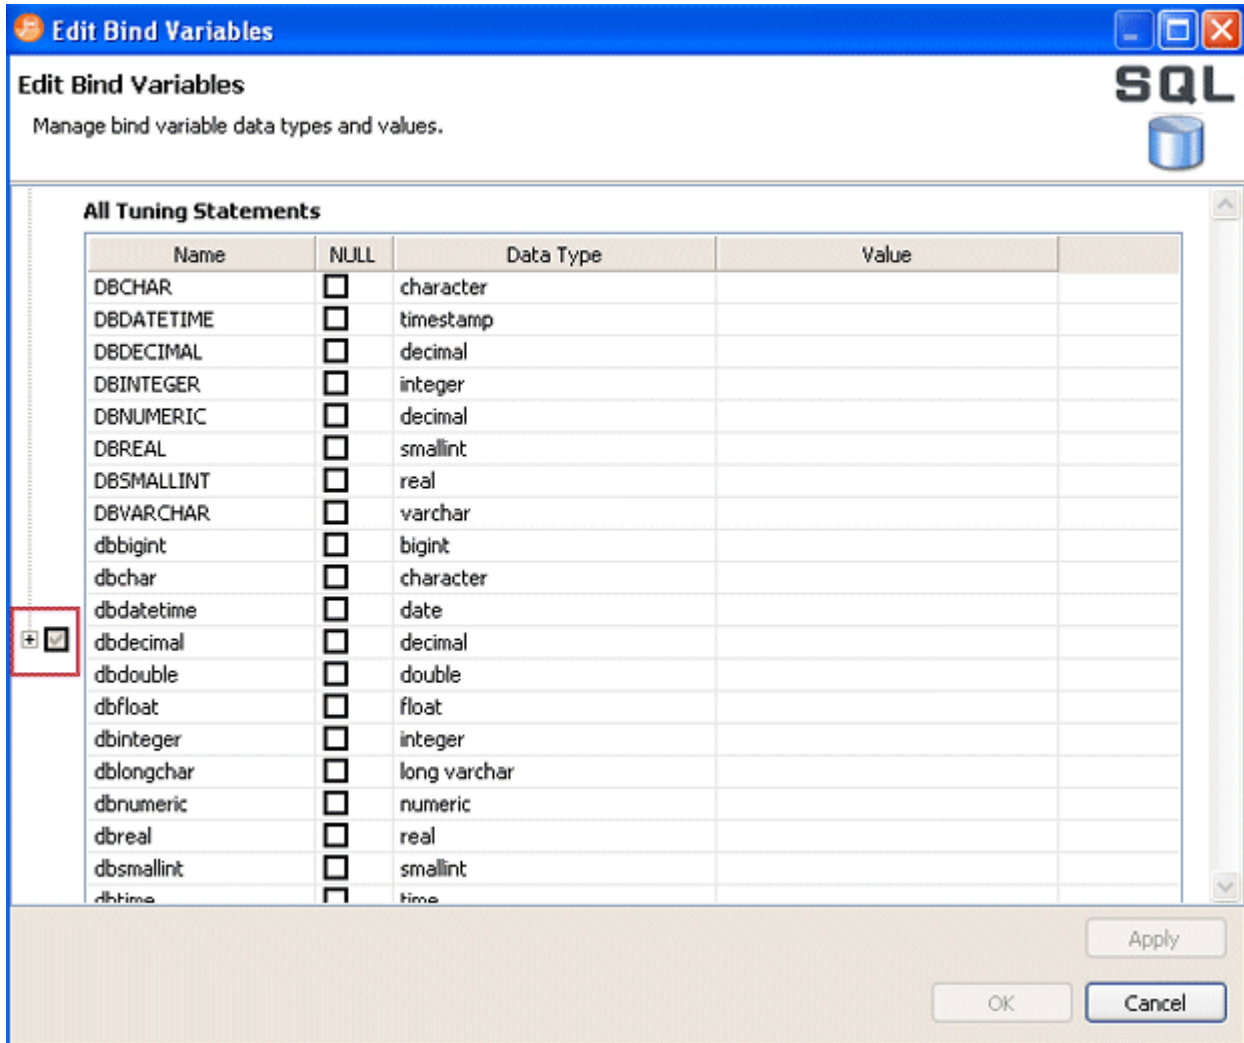 Edit Bind Variables
Edit Bind Variables
SQL
Manage bind variable data types and values.
All Tuning Statements
Name NULL Data Type Value
DBCHAR character
DBDATETIME timestamp
DBDECIMAL decimal
DBINTEGER integer
DBNUMERIC decimal
DBREAL smallint
DBSMALLINT real
DBVARCHAR varchar
dbbigint bigint
dbchar character
dbdatetime date
dbdecimal decimal
dbdouble double
dbfloat float
dbinteger integer
dblongchar long varchar
dbnumeric numeric
dbreal real
dbsmallint smallint
dbtime time
Apply
OK Cancel